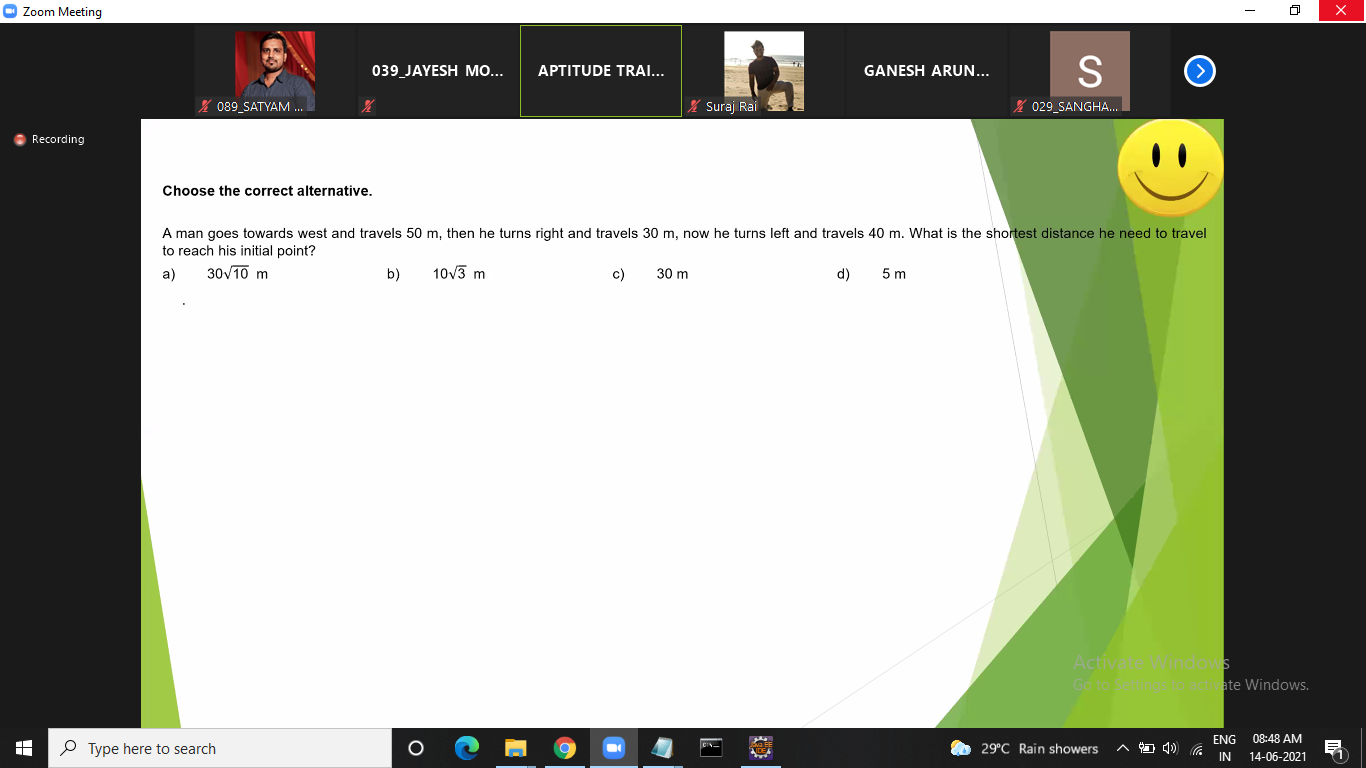 Zoom Meeting
089_SATYAM ...
039_JAYESH MO...
APTITUDE TRAI...
Suraj Rai
GANESH ARUN...
S
029_SANGHA...
Recording
Choose the correct alternative.
A man goes towards west and travels 50 m, then he turns right and travels 30 m, now he turns left and travels 40 m. What is the shortest distance he need to travel
to reach his initial point?
a) 30√10 m b) 10√3 m c) 30 m d) 5 m
Activate Windows
Go to Settings to activate Windows.
Type here to search
29°C Rain showers
ENG
IN
08:48 AM
14-06-2021
1